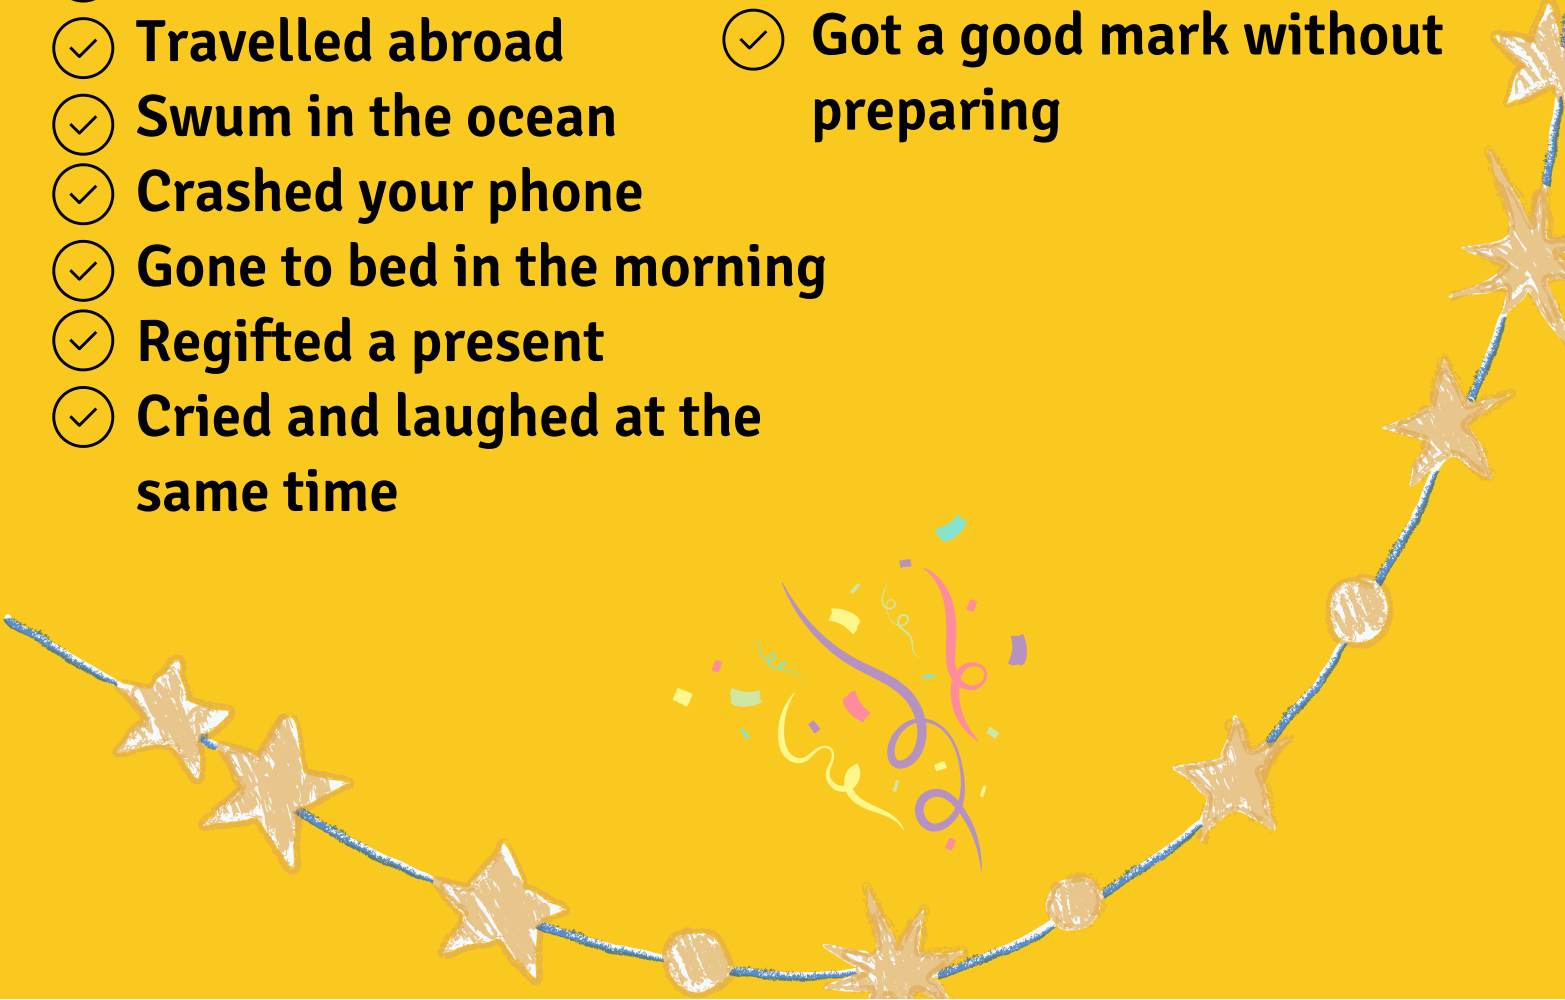 Travelled abroad
Swum in the ocean
Crashed your phone
Gone to bed in the morning
Regifted a present
Cried and laughed at the
same time
Got a good mark without
preparing